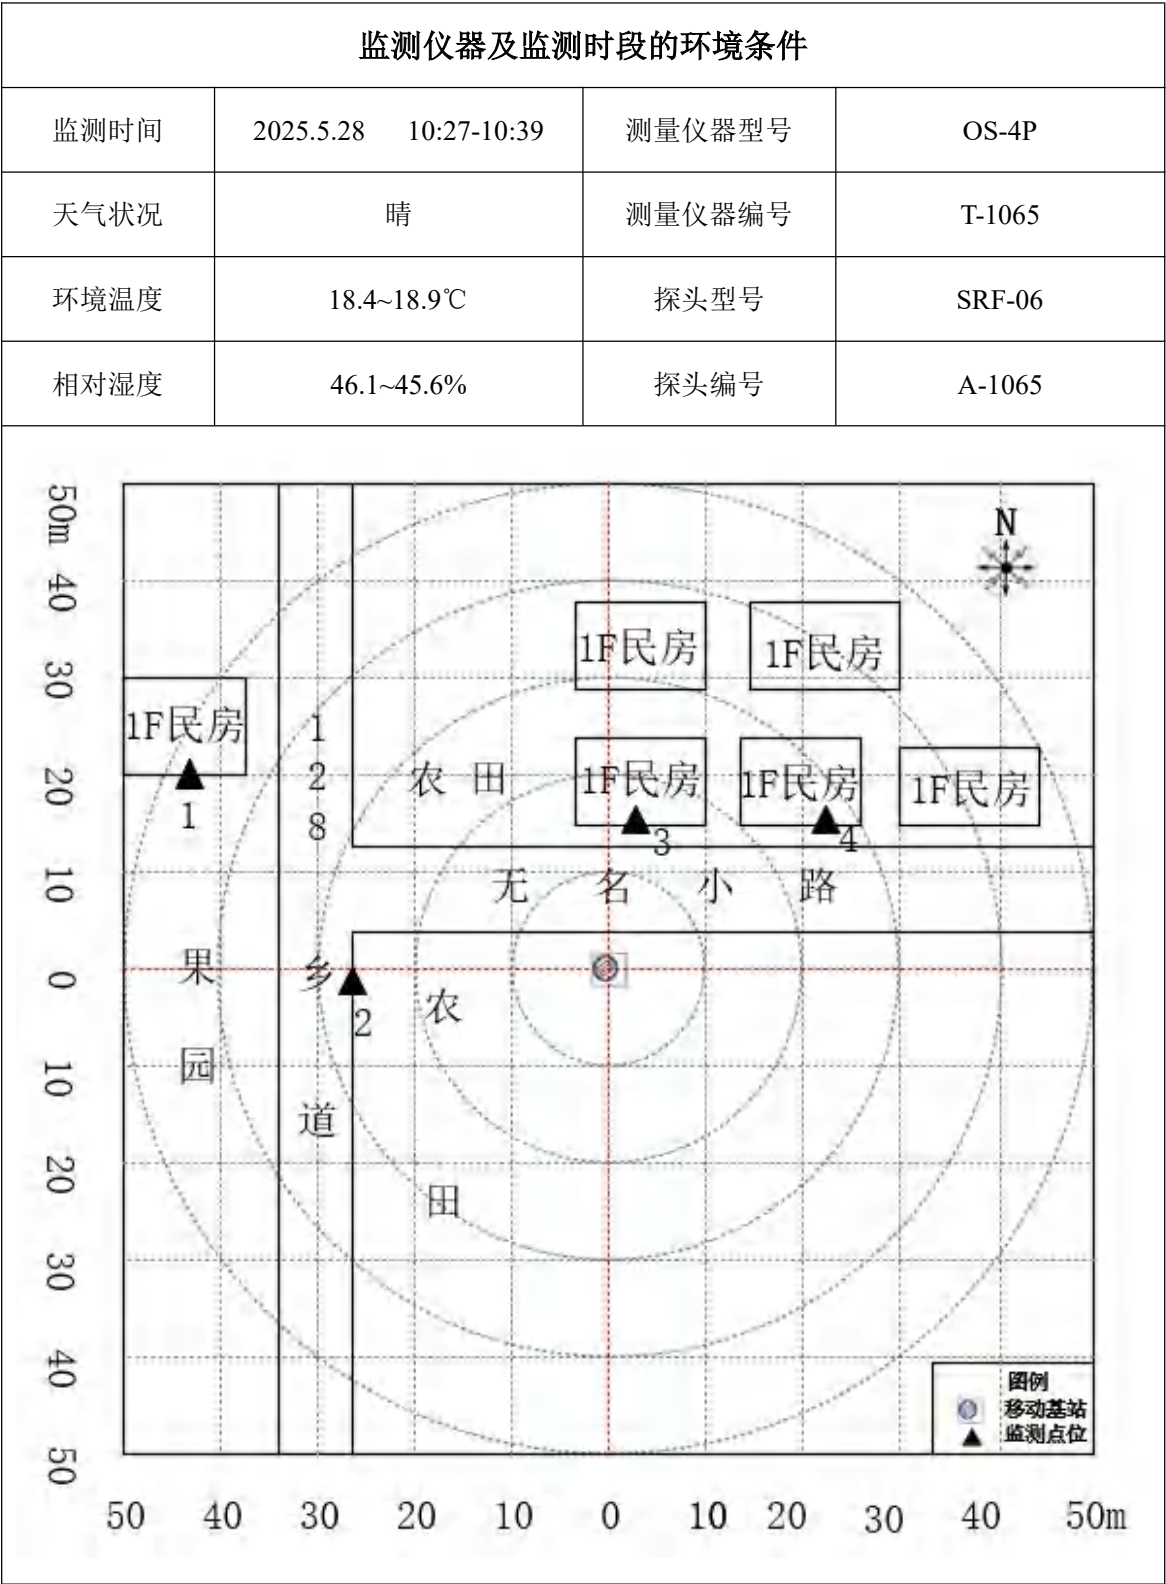 监测仪器及监测时段的环境条件
监测时间 2025.5.28 10:27-10:39 测量仪器型号 OS-4P
天气状况 晴 测量仪器编号 T-1065
环境温度 18.4~18.9℃ 探头型号 SRF-06
相对湿度 46.1~45.6% 探头编号 A-1065
50m
40
30
20
10
0
10
20
30
40
50
N
1F民房
1F民房
1F民房
1F民房
1F民房
1F民房
1
2
3
4
128乡道
农田
无名小路
果园
农田
图例
移动基站
监测点位
50 40 30 20 10 0 10 20 30 40 50m